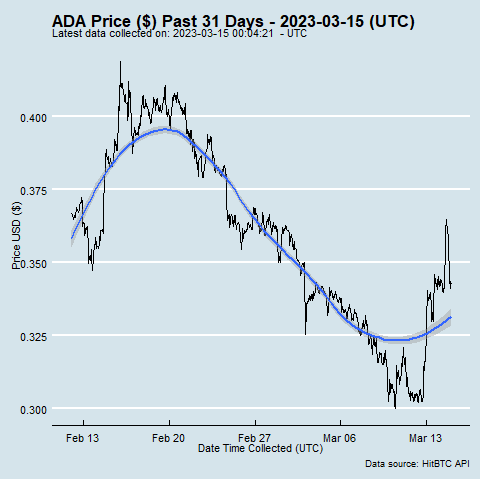 ADA Price ($) Past 31 Days - 2023-03-15 (UTC)
Latest data collected on: 2023-03-15 00:04:21  - UTC
Price USD ($)
0.400
0.375
0.350
0.325
0.300
Feb 13
Feb 20
Feb 27
Mar 06
Mar 13
Date Time Collected (UTC)
Data source: HitBTC API